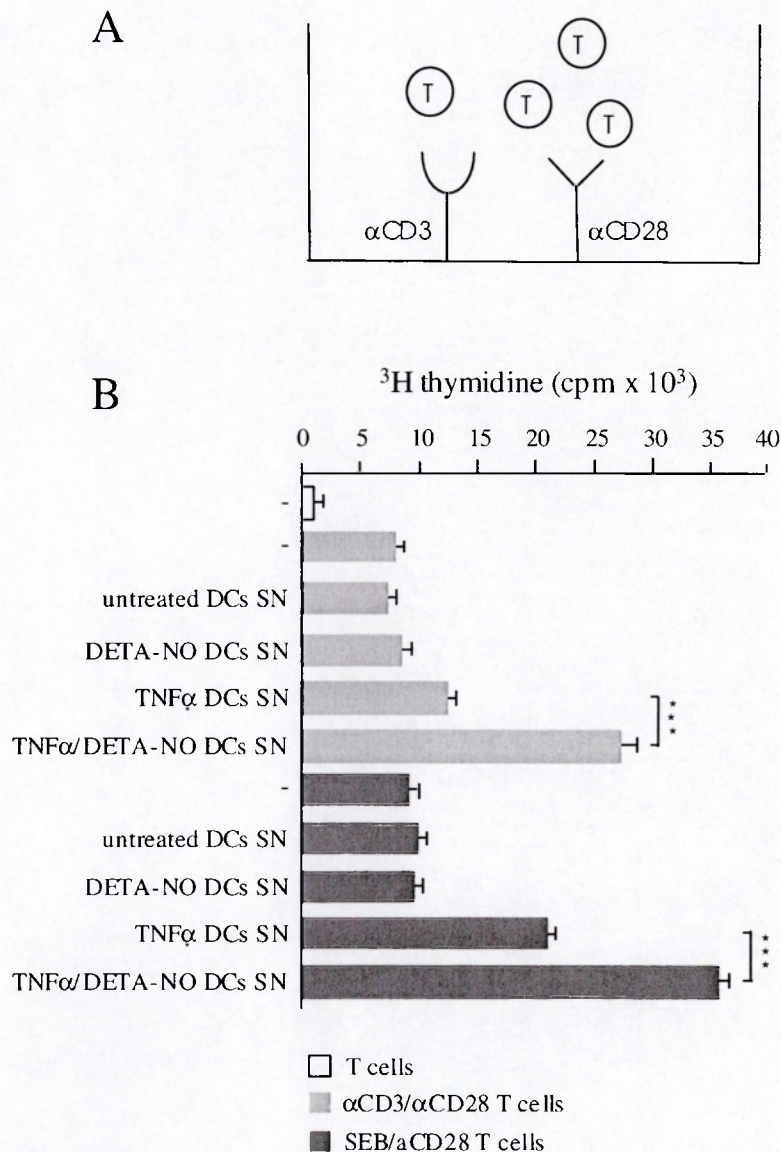 A
T
T
T
T
αCD3
αCD28
B
³H thymidine (cpm x 10³)
0 5 10 15 20 25 30 35 40
-
-
untreated DCs SN
DETA-NO DCs SN
TNFα DCs SN
***
TNFα/DETA-NO DCs SN
-
untreated DCs SN
DETA-NO DCs SN
TNFα DCs SN
***
TNFα/DETA-NO DCs SN
T cells
αCD3/αCD28 T cells
SEB/aCD28 T cells